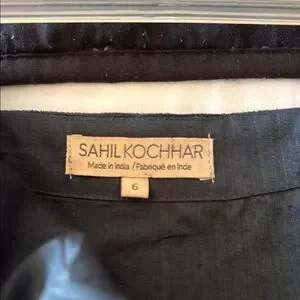 SAHIL KOCHHAR
Made in India / Fabriqué en Inde
6